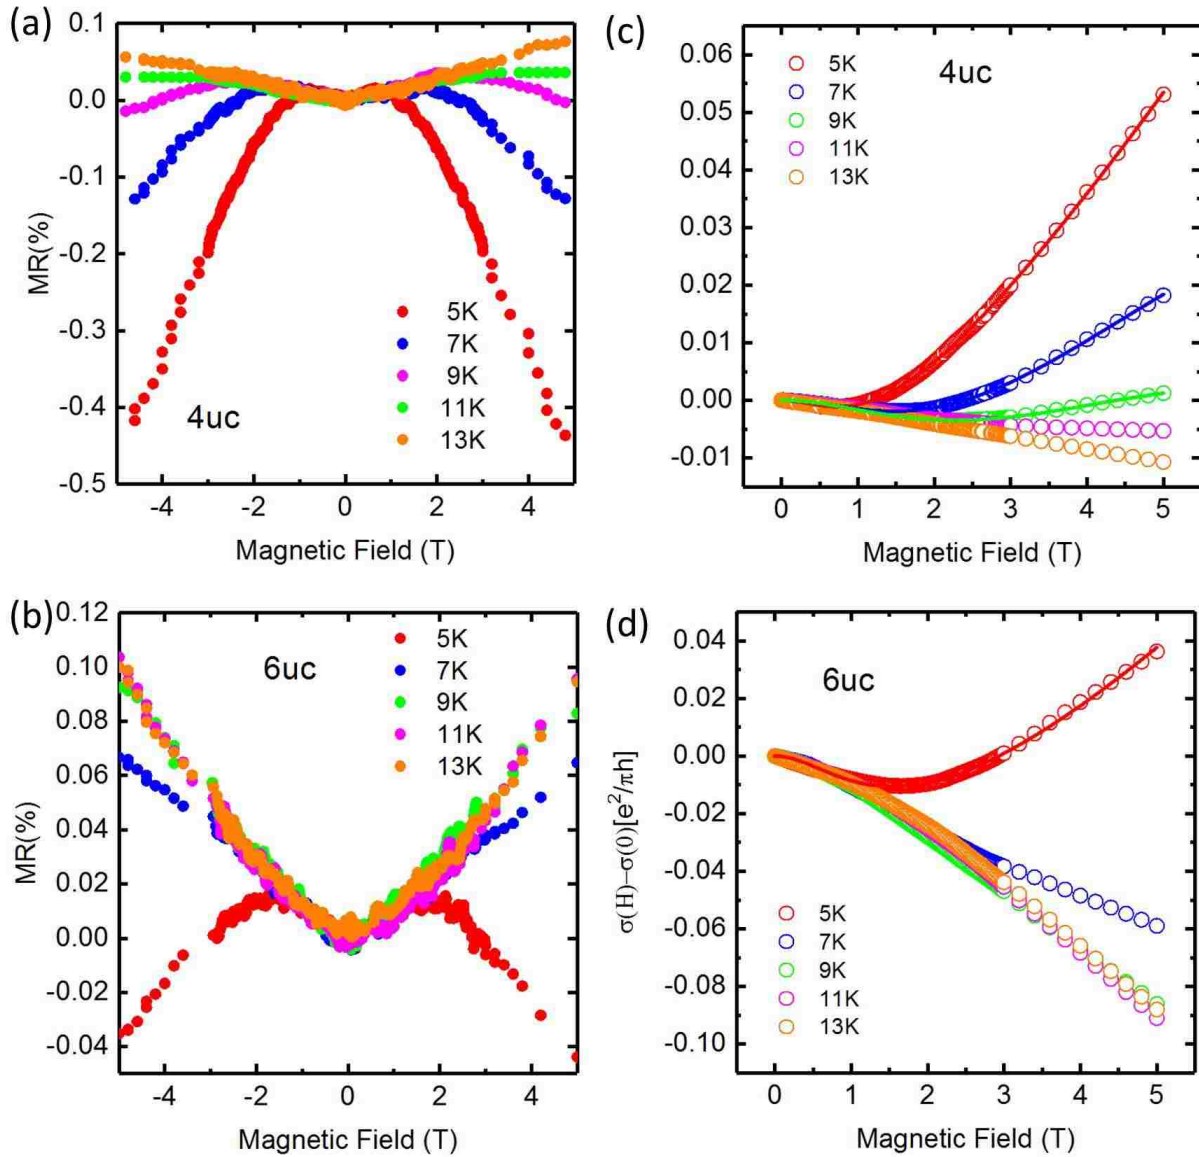 (a)
0.1
0.0
-0.1
-0.2
-0.3
-0.4
-0.5
MR(%)
5K
7K
9K
11K
13K
4uc
-4
-2
0
2
4
Magnetic Field (T)
(c)
4uc
0.06
0.05
0.04
0.03
0.02
0.01
0.00
-0.01
5K
7K
9K
11K
13K
0
1
2
3
4
5
Magnetic Field (T)
(b)
0.12
0.10
0.08
0.06
0.04
0.02
0.00
-0.02
-0.04
MR(%)
6uc
5K
7K
9K
11K
13K
-4
-2
0
2
4
Magnetic Field (T)
(d)
6uc
0.04
0.02
0.00
-0.02
-0.04
-0.06
-0.08
-0.10
σ(H)−σ(0)[e²/πh]
5K
7K
9K
11K
13K
0
1
2
3
4
5
Magnetic Field (T)